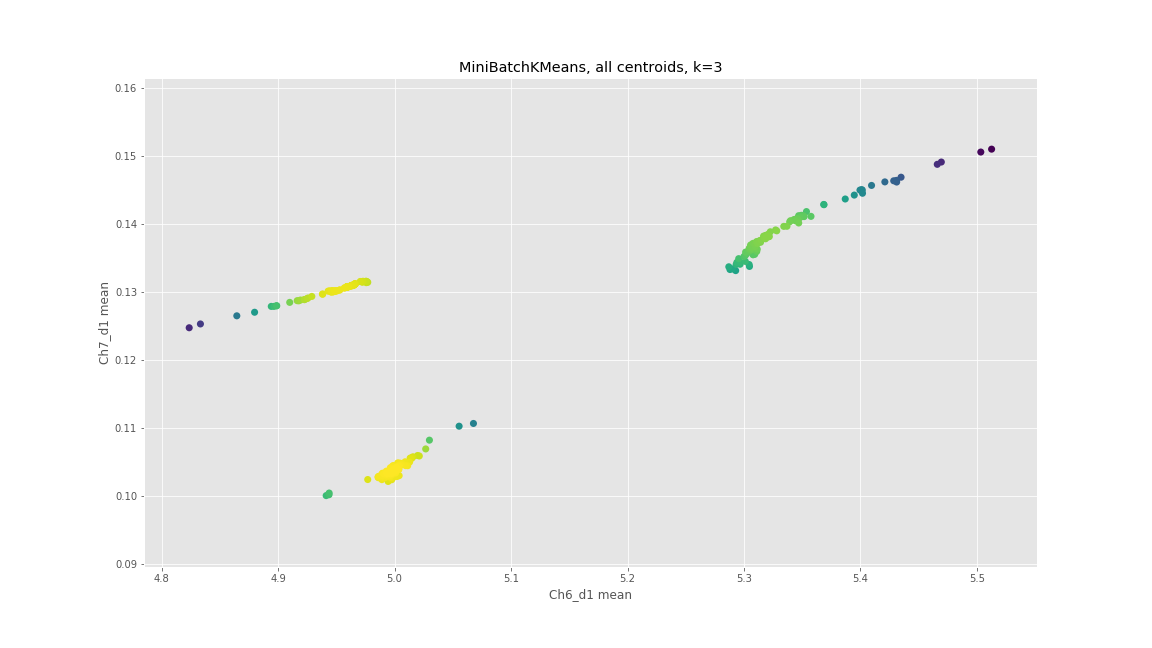 MiniBatchKMeans, all centroids, k=3
0.16
0.15
0.14
0.13
0.12
0.11
0.10
0.09
Ch7_d1 mean
4.8 4.9 5.0 5.1 5.2 5.3 5.4 5.5
Ch6_d1 mean